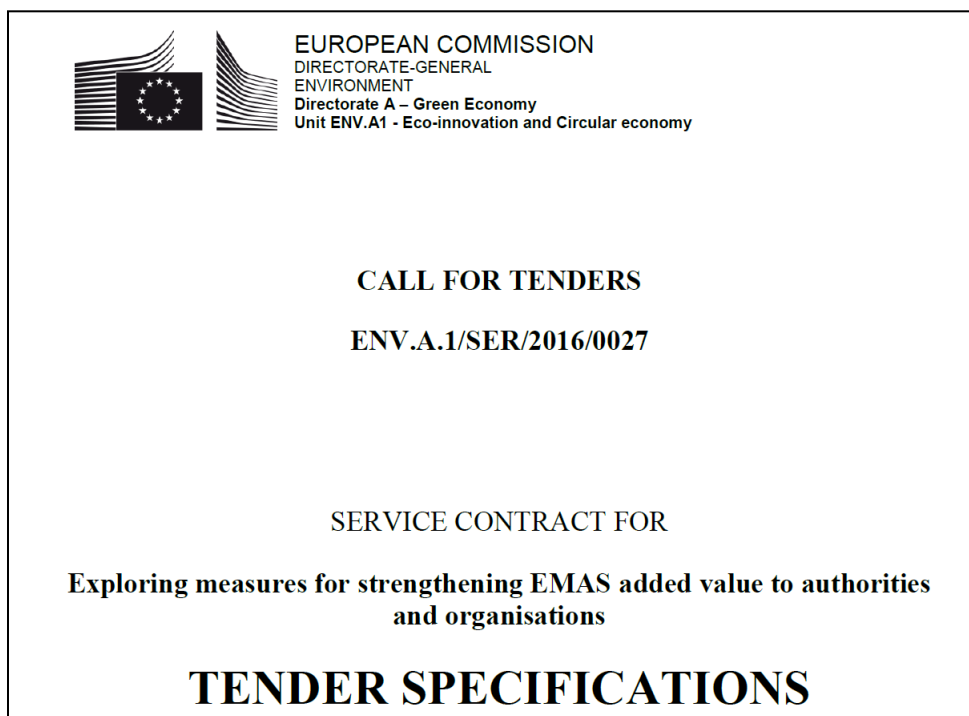 EUROPEAN COMMISSION
DIRECTORATE-GENERAL
ENVIRONMENT
Directorate A – Green Economy
Unit ENV.A1 - Eco-innovation and Circular economy
CALL FOR TENDERS
ENV.A.1/SER/2016/0027
SERVICE CONTRACT FOR
Exploring measures for strengthening EMAS added value to authorities
and organisations
TENDER SPECIFICATIONS